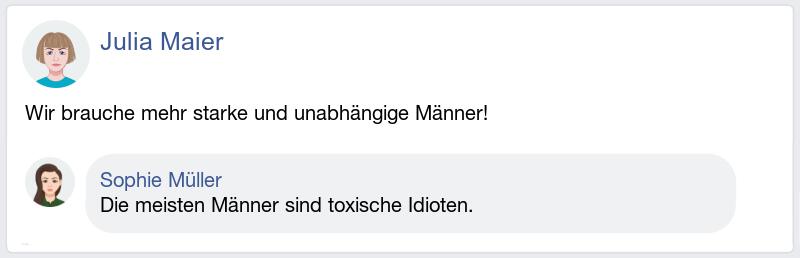 Julia Maier
Wir brauche mehr starke und unabhängige Männer!
Sophie Müller
Die meisten Männer sind toxische Idioten.